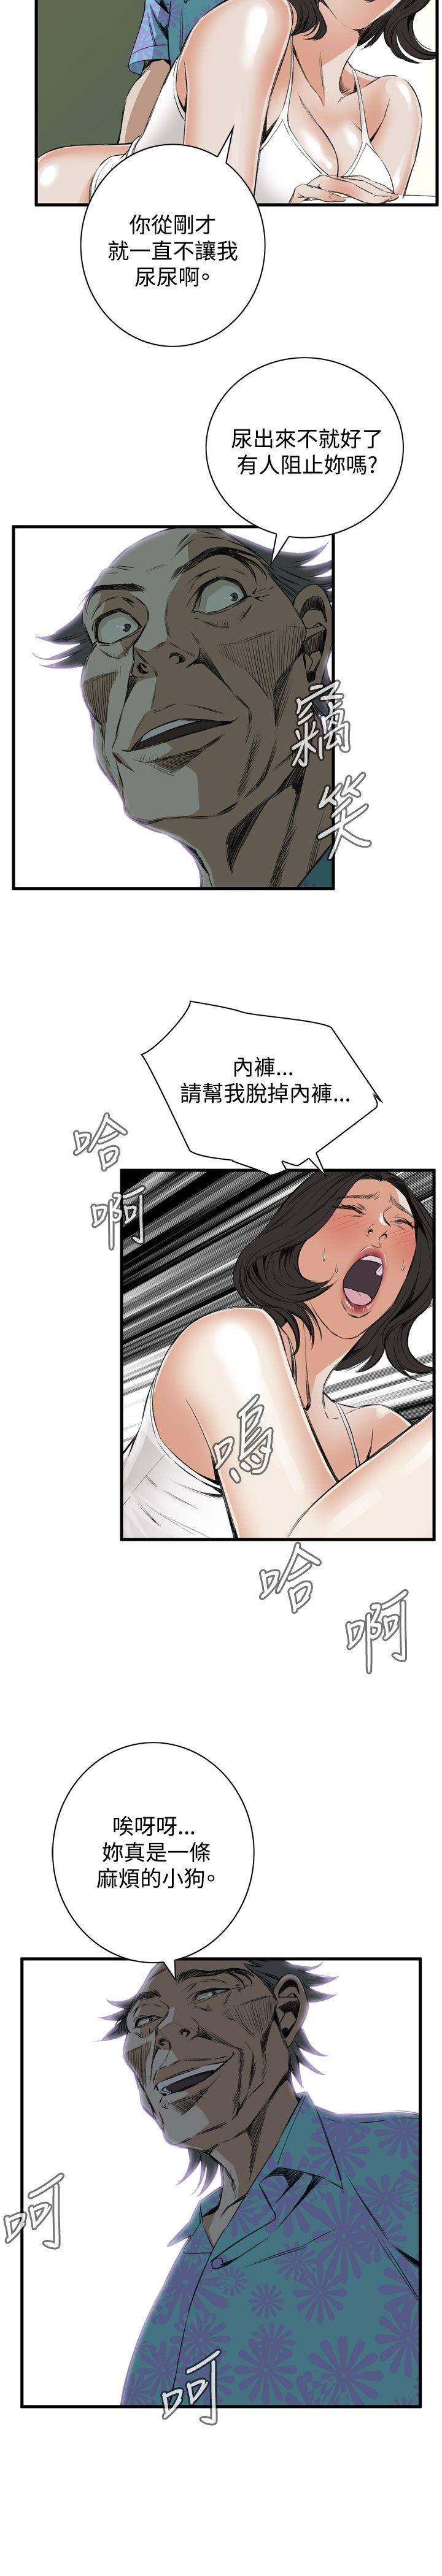 你從剛才
就一直不讓我
尿尿啊。
尿出來不就好了
有人阻止妳嗎?
竊
笑
內褲...
請幫我脫掉內褲...
哈
啊
嗚
哈
啊
唉呀呀...
妳真是一條
麻煩的小狗。
呵
呵